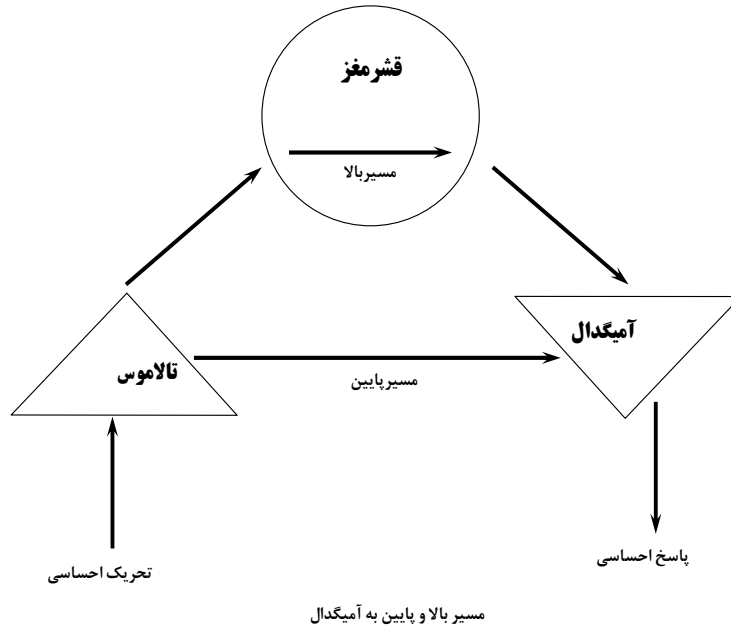 قشرمغز
مسیربالا
آمیگدال
تالاموس
مسیرپایین
پاسخ احساسی
تحریک احساسی
مسیر بالا و پایین به آمیگدال